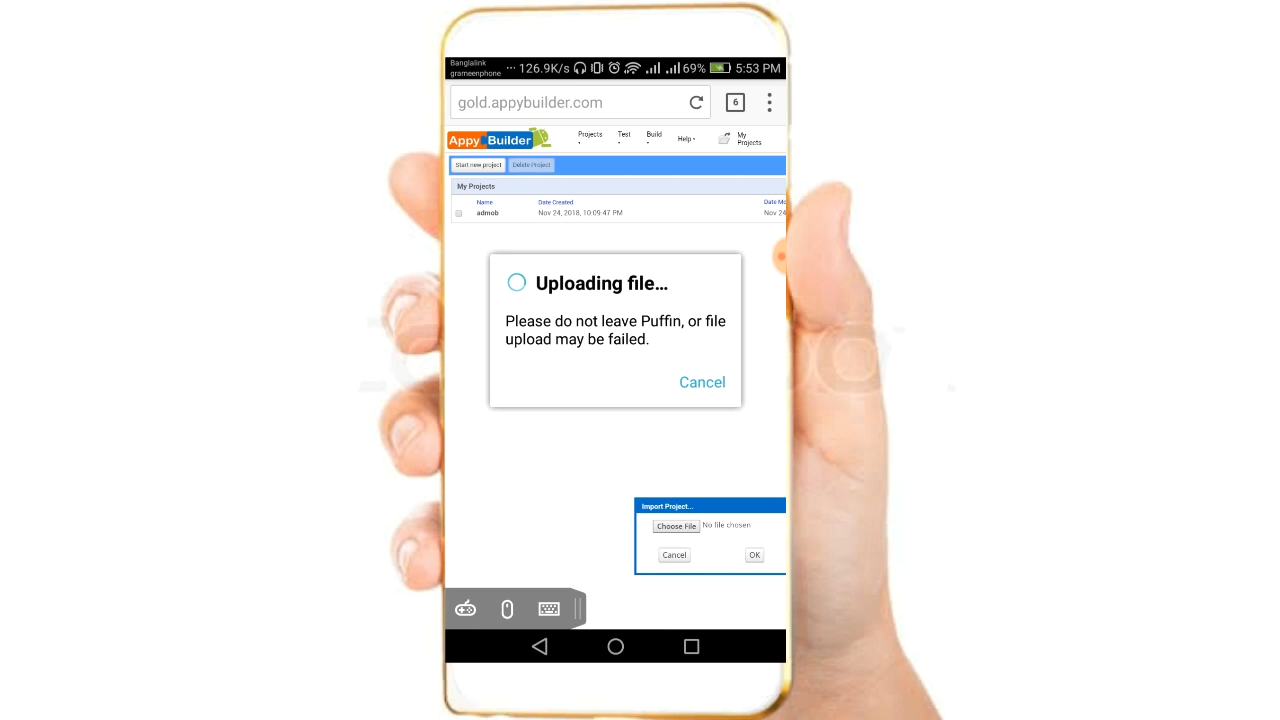 Banglalink
grameenphone
... 126.9K/s 69% 5:53 PM
gold.appybuilder.com
6
Appy Builder
Projects Test Build Help My Projects
Start new project Delete Project
My Projects
Name Date Created Date Mo
admob Nov 24, 2018, 10:09:47 PM Nov 24
Uploading file...
Please do not leave Puffin, or file
upload may be failed.
Cancel
Import Project...
Choose File No file chosen
Cancel OK